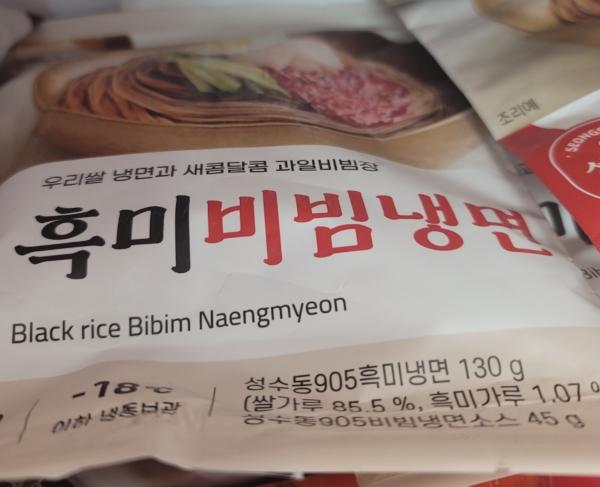 조리예
우리쌀 냉면과 새콤달콤 과일비빔장
흑미비빔냉면
Black rice Bibim Naengmyeon
-18℃
이하 냉동보관
성수동905흑미냉면 130 g
(쌀가루 85.5 %, 흑미가루 1.07 %
성수동905비빔냉면소스 45 g